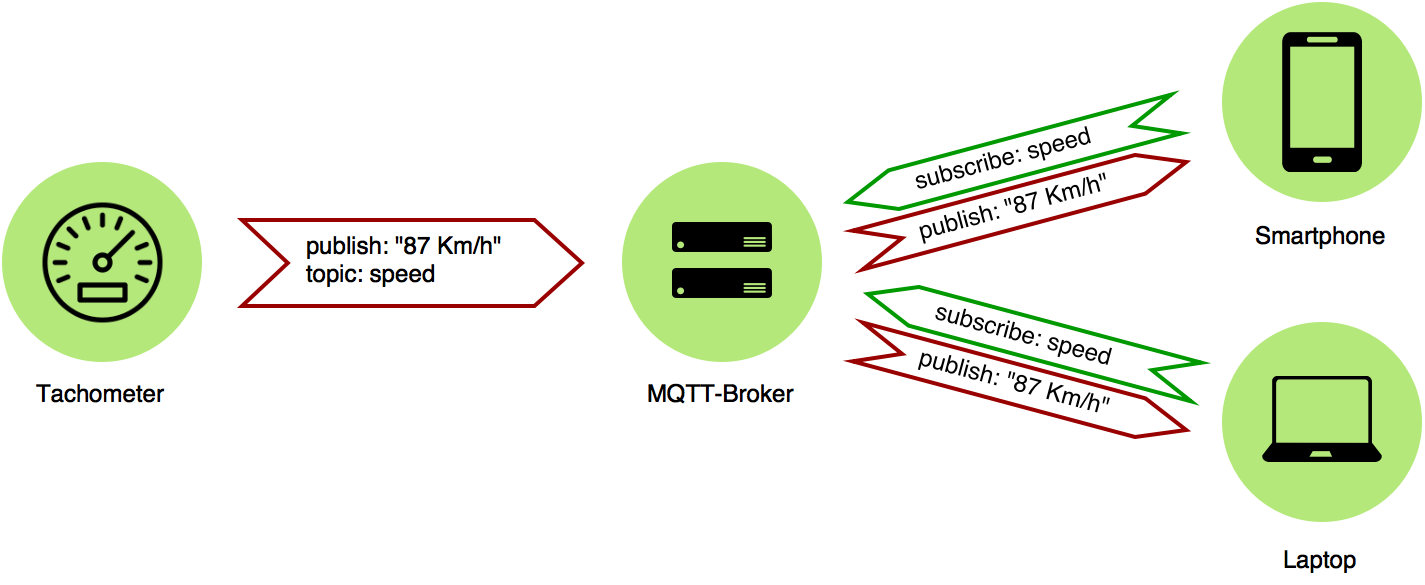 subscribe: speed
publish: "87 Km/h"
Smartphone
publish: "87 Km/h"
topic: speed
Tachometer
MQTT-Broker
subscribe: speed
publish: "87 Km/h"
Laptop